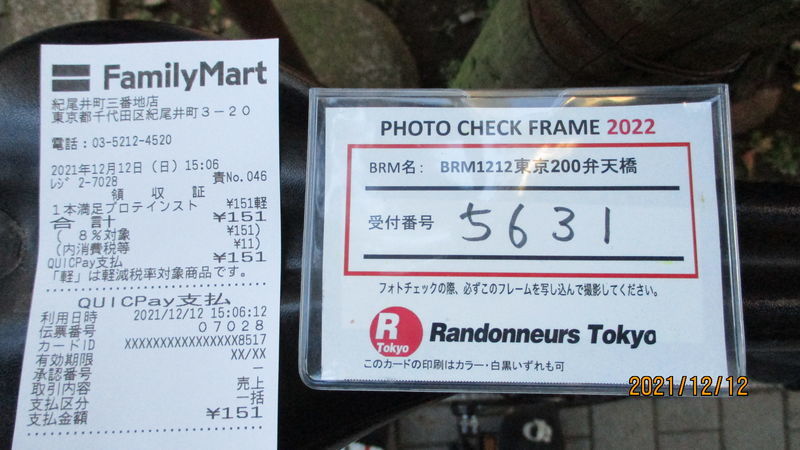 FamilyMart
紀尾井町三番地店
東京都千代田区紀尾井町3-20
電話:03-5212-4520
2021年12月12日(日)15:06
レジ 2-7028 責No.046
領 収 証
1本満足プロテインスト ¥151軽
合 計 ¥151
( 8%対象 ¥151)
(内消費税等 ¥11)
QUICPay支払 ¥151
「軽」は軽減税率対象商品です。
QUICPay支払
利用日時 2021/12/12 15:06:12
伝票番号 07028
カードID XXXXXXXXXXXXXXXX8517
有効期限 XX/XX
承認番号 -
取引内容 売上
支払区分 一括
支払金額 ¥151
PHOTO CHECK FRAME 2022
BRM名: BRM1212東京200弁天橋
受付番号 5631
フォトチェックの際、必ずこのフレームを写し込んで撮影してください。
R Tokyo Randonneurs Tokyo
このカードの印刷はカラー・白黒いずれも可
2021/12/12